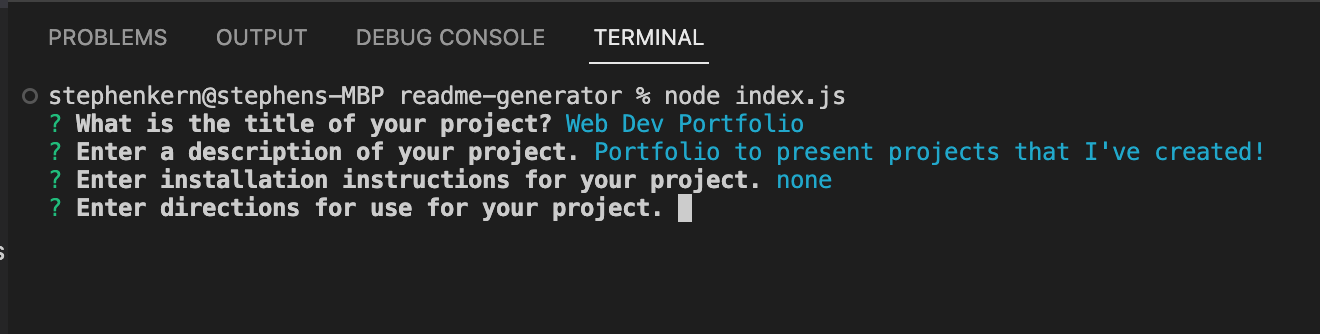 PROBLEMS OUTPUT DEBUG CONSOLE TERMINAL
stephenkern@stephens-MBP readme-generator % node index.js
? What is the title of your project? Web Dev Portfolio
? Enter a description of your project. Portfolio to present projects that I've created!
? Enter installation instructions for your project. none
? Enter directions for use for your project.
s